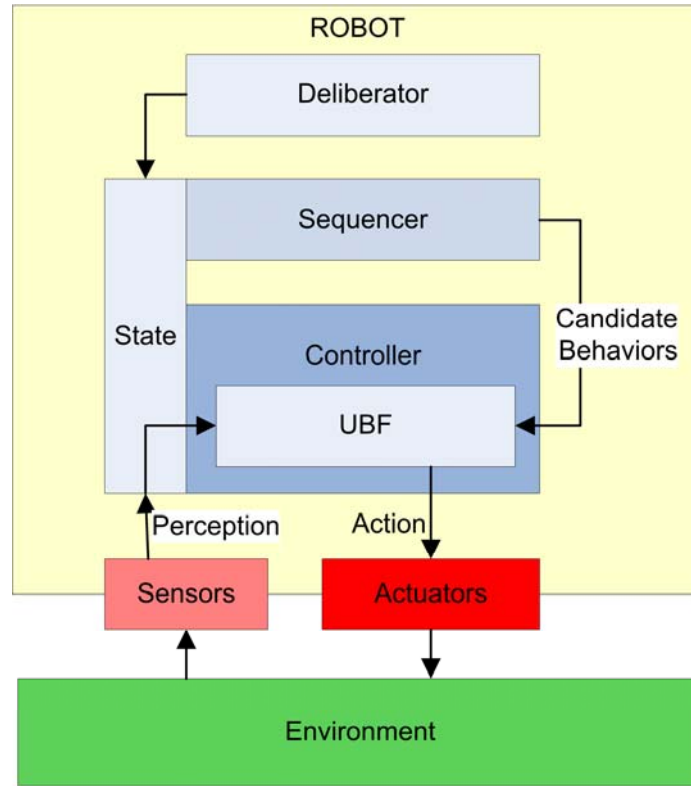 ROBOT
Deliberator
Sequencer
State
Controller
Candidate
Behaviors
UBF
Perception
Action
Sensors
Actuators
Environment